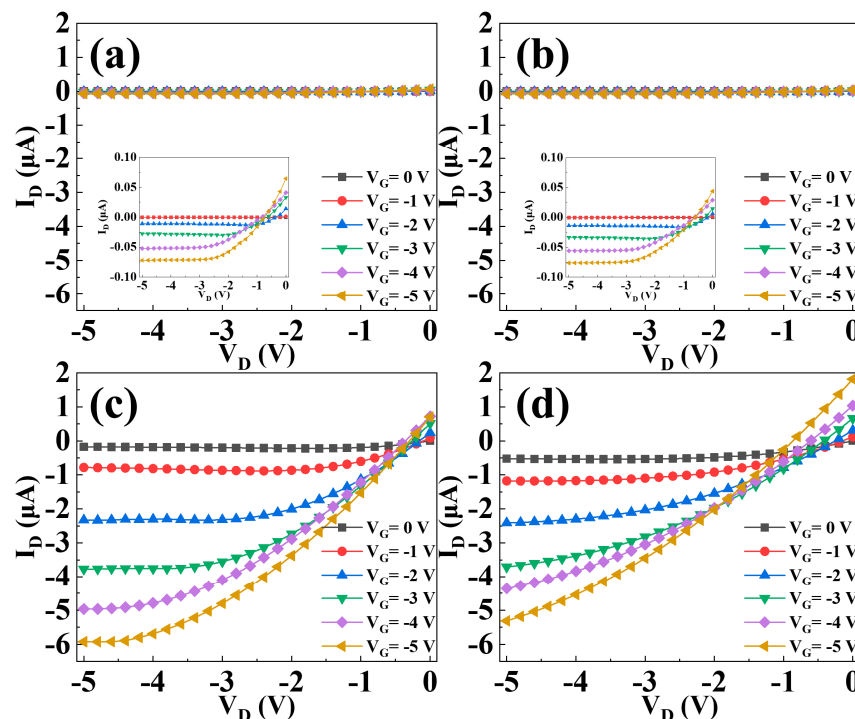 (a)
2
1
0
-1
-2
-3
-4
-5
-6
I_D (μA)
-5 -4 -3 -2 -1 0
V_D (V)
V_G= 0 V
V_G= -1 V
V_G= -2 V
V_G= -3 V
V_G= -4 V
V_G= -5 V
0.10
0.05
0.00
-0.05
-0.10
I_D (μA)
-5 -4 -3 -2 -1 0
V_D (V)
(b)
2
1
0
-1
-2
-3
-4
-5
-6
I_D (μA)
-5 -4 -3 -2 -1 0
V_D (V)
V_G= 0 V
V_G= -1 V
V_G= -2 V
V_G= -3 V
V_G= -4 V
V_G= -5 V
0.10
0.05
0.00
-0.05
-0.10
I_D (μA)
-5 -4 -3 -2 -1 0
V_D (V)
(c)
2
1
0
-1
-2
-3
-4
-5
-6
I_D (μA)
-5 -4 -3 -2 -1 0
V_D (V)
V_G= 0 V
V_G= -1 V
V_G= -2 V
V_G= -3 V
V_G= -4 V
V_G= -5 V
(d)
2
1
0
-1
-2
-3
-4
-5
-6
I_D (μA)
-5 -4 -3 -2 -1 0
V_D (V)
V_G= 0 V
V_G= -1 V
V_G= -2 V
V_G= -3 V
V_G= -4 V
V_G= -5 V